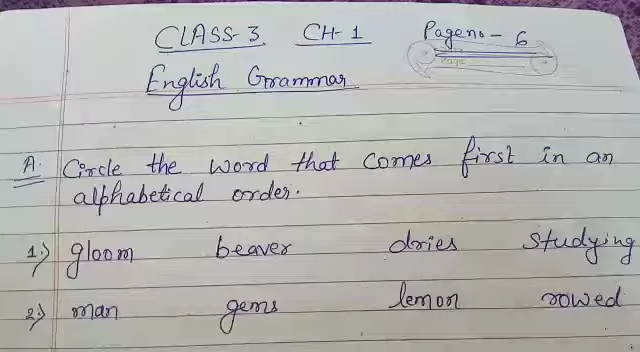 CLASS-3 CH-1 Pageno- 6
Page
English Grammar
A. Circle the word that comes first in an
alphabetical order.
1.) gloom beaver dries studying
2.) man gems lemon rowed